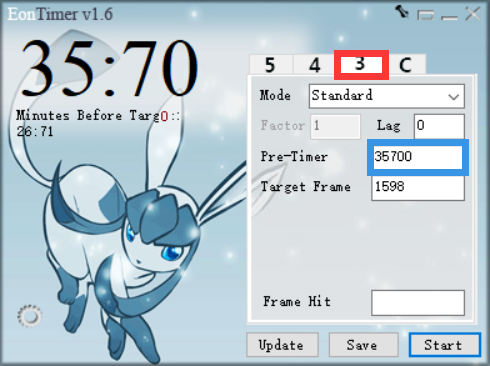 EonTimer v1.6
35:70
Minutes Before Targ0::
26:71
5 4 3 C
Mode Standard
Factor 1 Lag 0
Pre-Timer 35700
Target Frame 1598
Frame Hit
Update Save Start